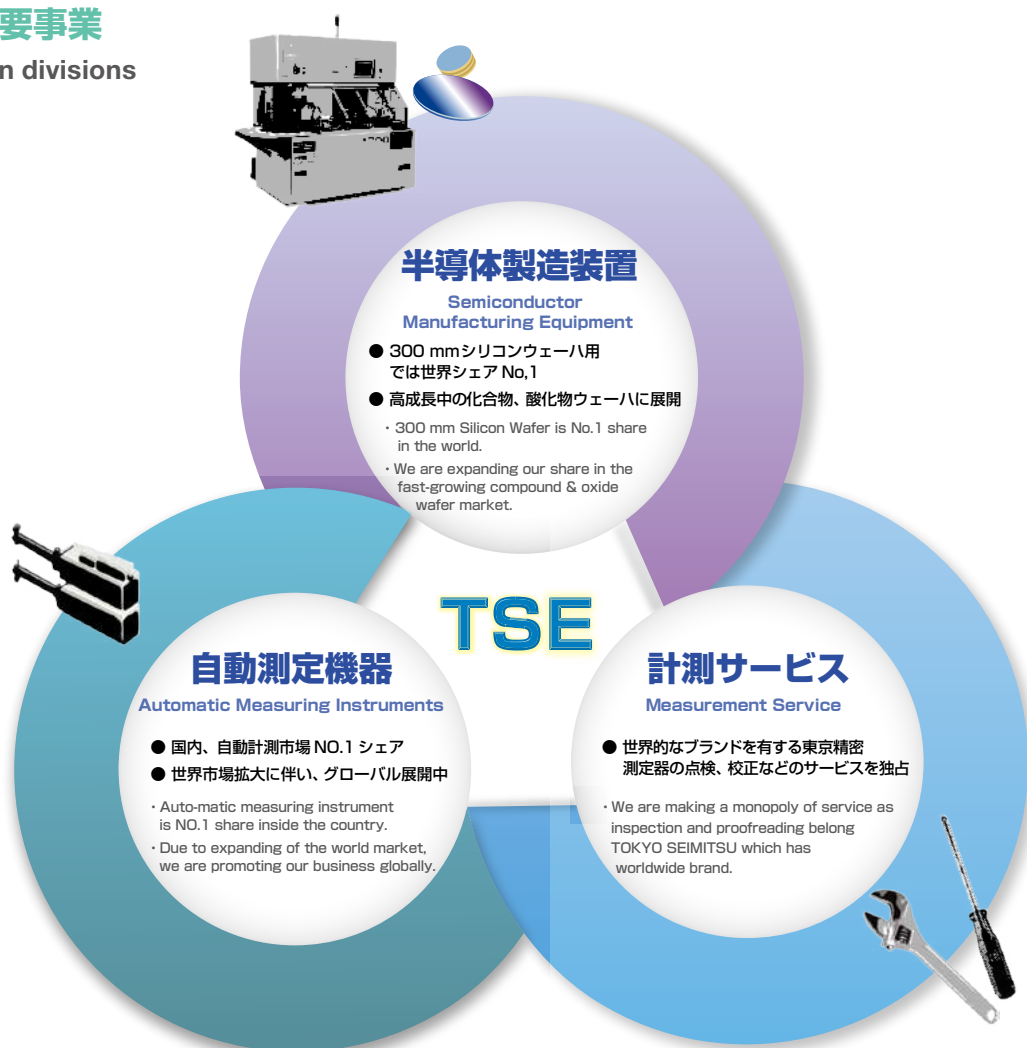 要事業
n divisions
半導体製造装置
Semiconductor
Manufacturing Equipment
● 300 mmシリコンウェーハ用
では世界シェア No,1
● 高成長中の化合物、酸化物ウェーハに展開
・300 mm Silicon Wafer is No.1 share
in the world.
・We are expanding our share in the
fast-growing compound & oxide
wafer market.
TSE
自動測定機器
Automatic Measuring Instruments
● 国内、自動計測市場 NO.1 シェア
● 世界市場拡大に伴い、グローバル展開中
・Auto-matic measuring instrument
is NO.1 share inside the country.
・Due to expanding of the world market,
we are promoting our business globally.
計測サービス
Measurement Service
● 世界的なブランドを有する東京精密
測定器の点検、校正などのサービスを独占
・We are making a monopoly of service as
inspection and proofreading belong
TOKYO SEIMITSU which has
worldwide brand.